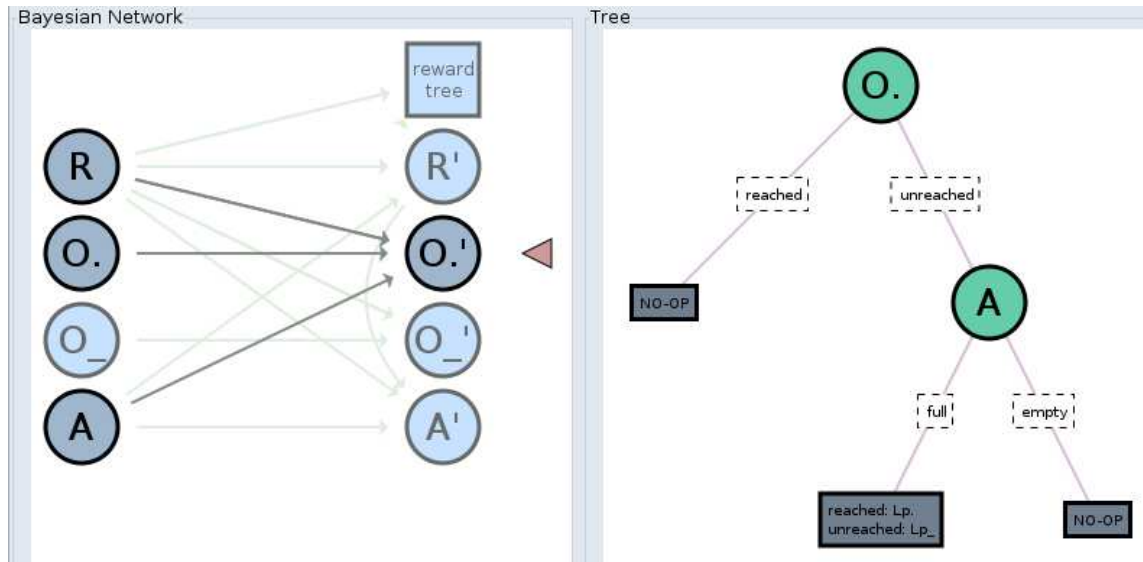 Bayesian Network
reward
tree
R
R'
O.
O.'
O_
O_'
A
A'
Tree
O.
reached
unreached
NO-OP
A
full
empty
reached: Lp.
unreached: Lp_
NO-OP